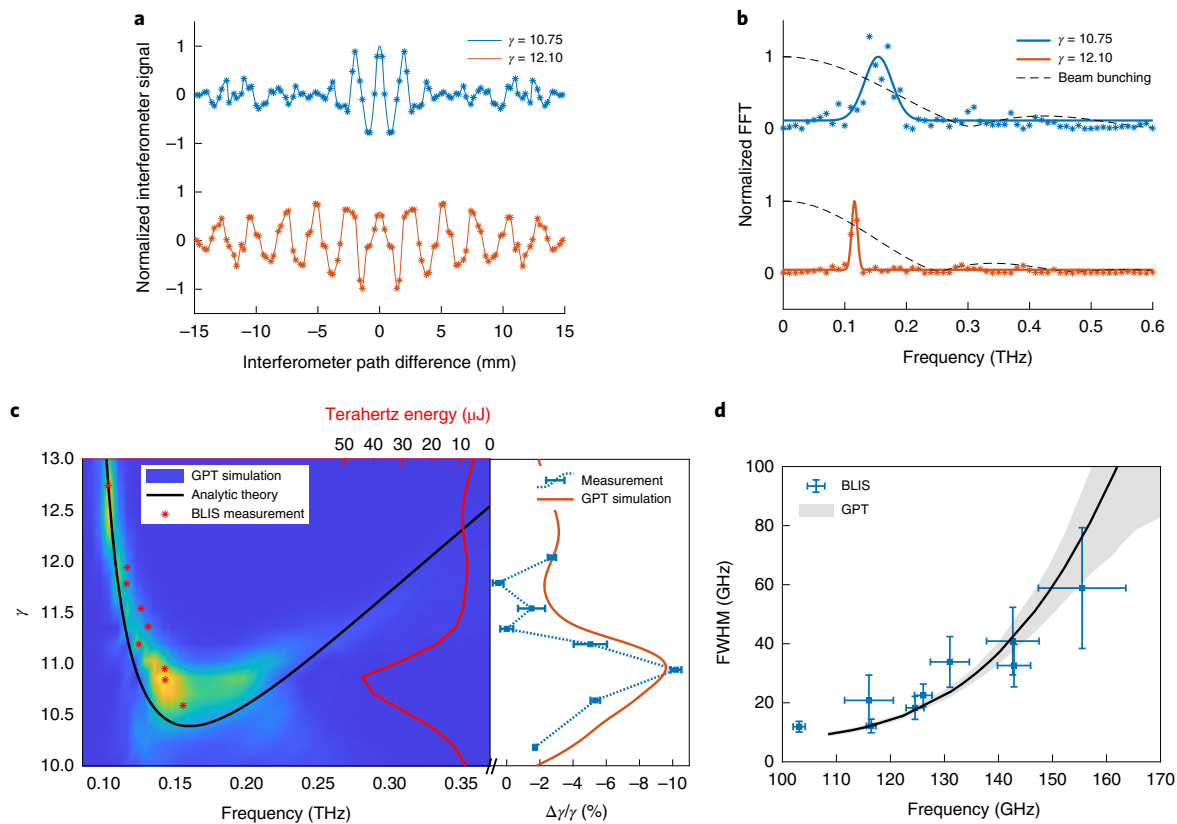 a
Normalized interferometer signal
1
0
−1
1
0
−1
γ = 10.75
γ = 12.10
−15 −10 −5 0 5 10 15
Interferometer path difference (mm)
b
Normalized FFT
1
0
1
0
γ = 10.75
γ = 12.10
Beam bunching
0 0.1 0.2 0.3 0.4 0.5 0.6
Frequency (THz)
c
Terahertz energy (μJ)
50 40 30 20 10 0
γ
13.0
12.5
12.0
11.5
11.0
10.5
10.0
GPT simulation
Analytic theory
BLIS measurement
0.10 0.15 0.20 0.25 0.30 0.35
Frequency (THz)
Measurement
GPT simulation
0 −2 −4 −6 −8 −10
Δγ/γ (%)
d
FWHM (GHz)
100
80
60
40
20
0
BLIS
GPT
100 110 120 130 140 150 160 170
Frequency (GHz)